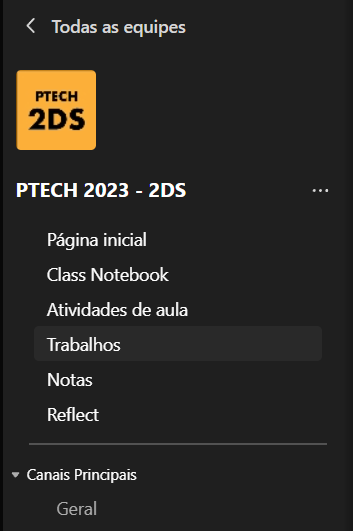 Todas as equipes
PTECH
2DS
PTECH 2023 - 2DS
Página inicial
Class Notebook
Atividades de aula
Trabalhos
Notas
Reflect
Canais Principais
Geral